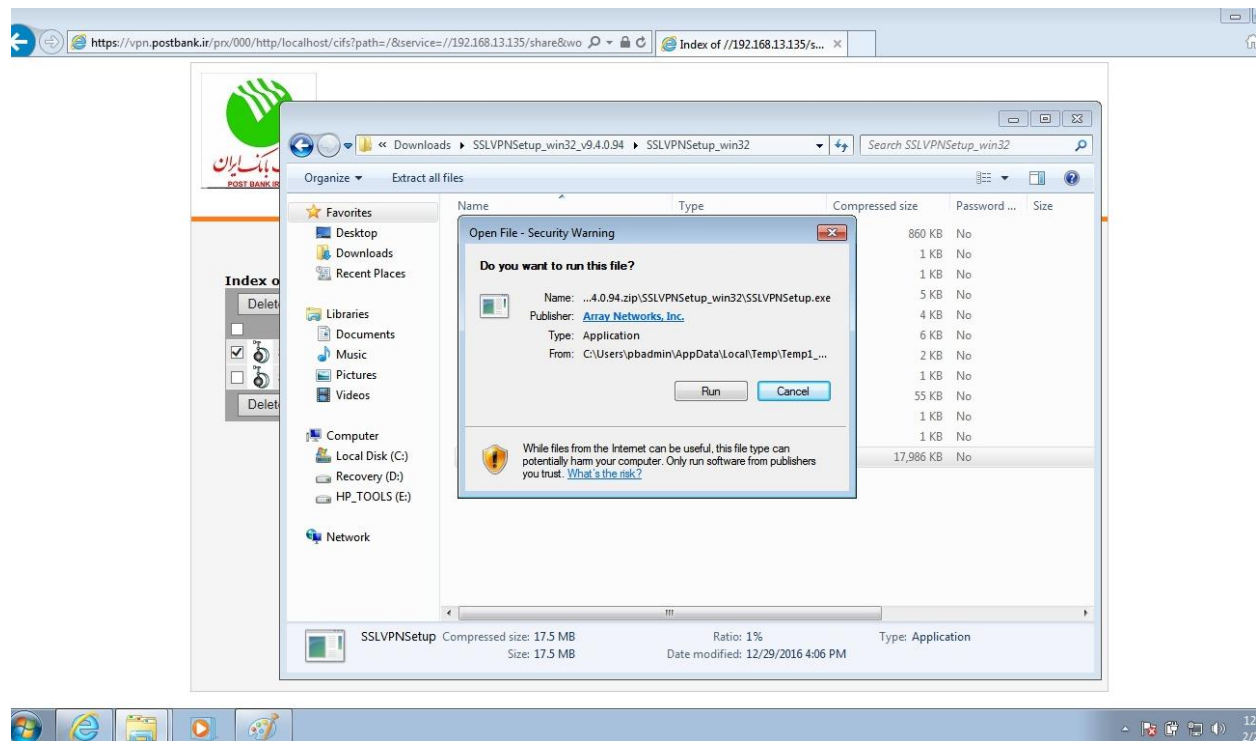 https://vpn.postbank.ir/prx/000/http/localhost/cifs?path=/&service=//192.168.13.135/share&two
Index of //192.168.13.135/s...
بانک ایران
POST BANK IR
Downloads
SSLVPNSetup_win32_v9.4.0.94
SSLVPNSetup_win32
Search SSLVPNSetup_win32
Organize
Extract all files
Name
Type
Compressed size
Password ...
Size
Favorites
Desktop
Downloads
Recent Places
Libraries
Documents
Music
Pictures
Videos
Computer
Local Disk (C:)
Recovery (D:)
HP_TOOLS (E:)
Network
Index o
Delet
Delet
860 KB No
1 KB No
1 KB No
5 KB No
4 KB No
6 KB No
2 KB No
1 KB No
55 KB No
1 KB No
1 KB No
17,986 KB No
Open File - Security Warning
Do you want to run this file?
Name: ...4.0.94.zip\SSLVPNSetup_win32\SSLVPNSetup.exe
Publisher: Array Networks, Inc.
Type: Application
From: C:\Users\pbadmin\AppData\Local\Temp\Temp1_...
Run
Cancel
While files from the Internet can be useful, this file type can
potentially harm your computer. Only run software from publishers
you trust. What's the risk?
SSLVPNSetup Compressed size: 17.5 MB
Ratio: 1%
Type: Application
Size: 17.5 MB
Date modified: 12/29/2016 4:06 PM
12
2/2